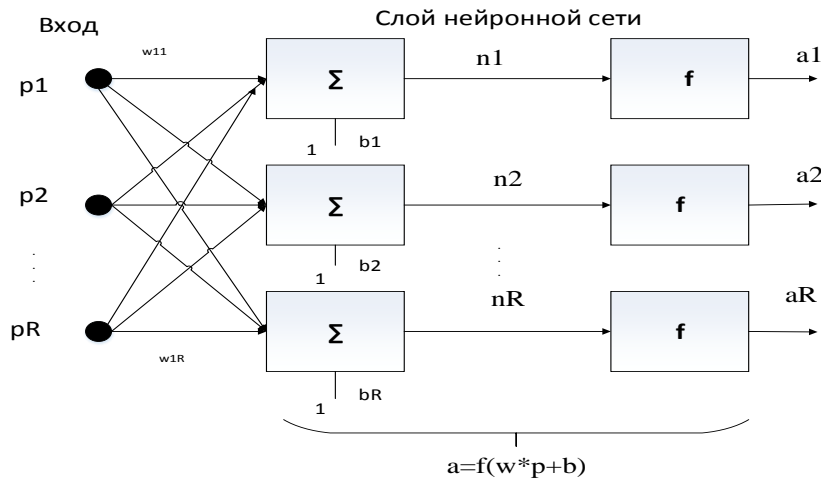 Вход
Слой нейронной сети
w11
p1
Σ
n1
f
a1
1
b1
p2
Σ
n2
f
a2
1
b2
. . .
. . .
pR
Σ
nR
f
aR
w1R
1
bR
a=f(w*p+b)